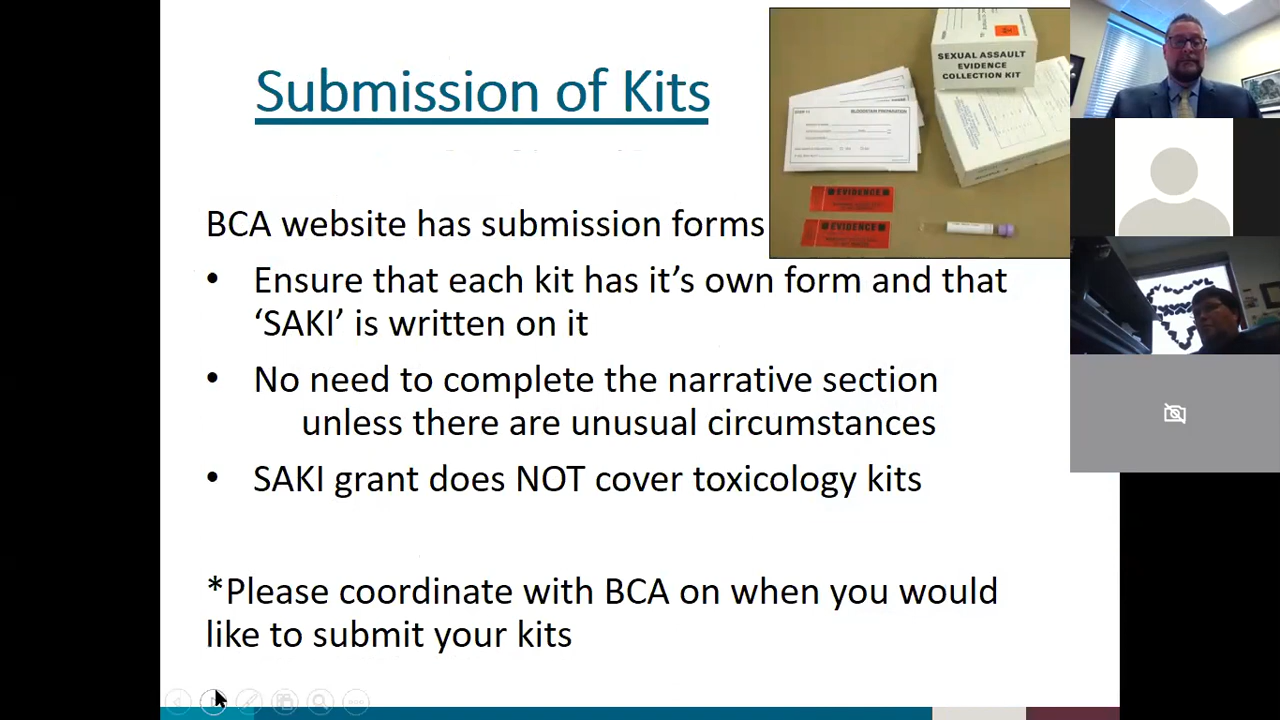 Submission of Kits
SEXUAL ASSAULT
EVIDENCE
COLLECTION KIT
BLOODSTAIN PREPARATION
EVIDENCE
EVIDENCE
BCA website has submission forms
• Ensure that each kit has it’s own form and that
‘SAKI’ is written on it
• No need to complete the narrative section
unless there are unusual circumstances
• SAKI grant does NOT cover toxicology kits
*Please coordinate with BCA on when you would
like to submit your kits